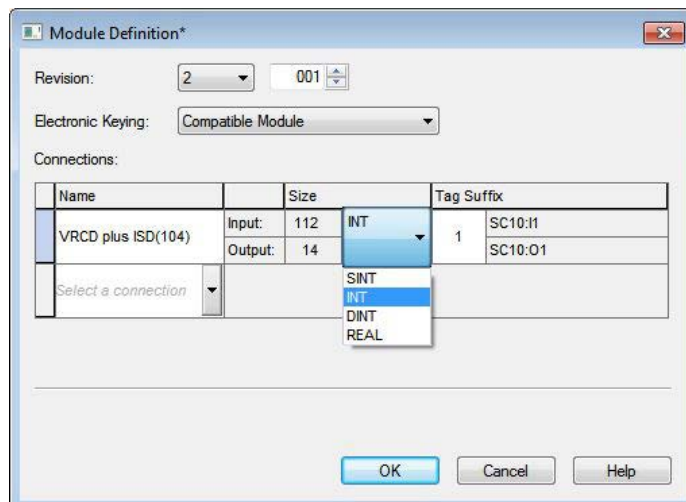 Module Definition*
Revision: 2 001
Electronic Keying: Compatible Module
Connections:
Name Size Tag Suffix
VRCD plus ISD(104) Input: 112 INT 1 SC10:I1
Output: 14 SC10:O1
Select a connection
SINT
INT
DINT
REAL
OK Cancel Help